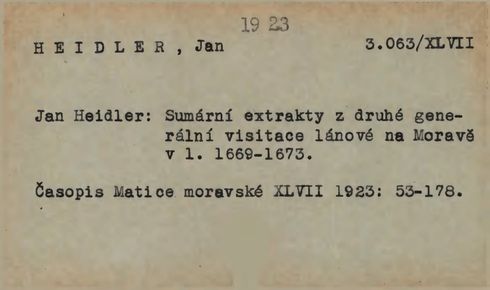 19 23
HEIDLER, Jan 3.063/XLVII
Jan Heidler: Sumární extrakty z druhé gene-
rální visitace lánové na Moravě
v l. 1669-1673.
Časopis Matice moravské XLVII 1923: 53-178.